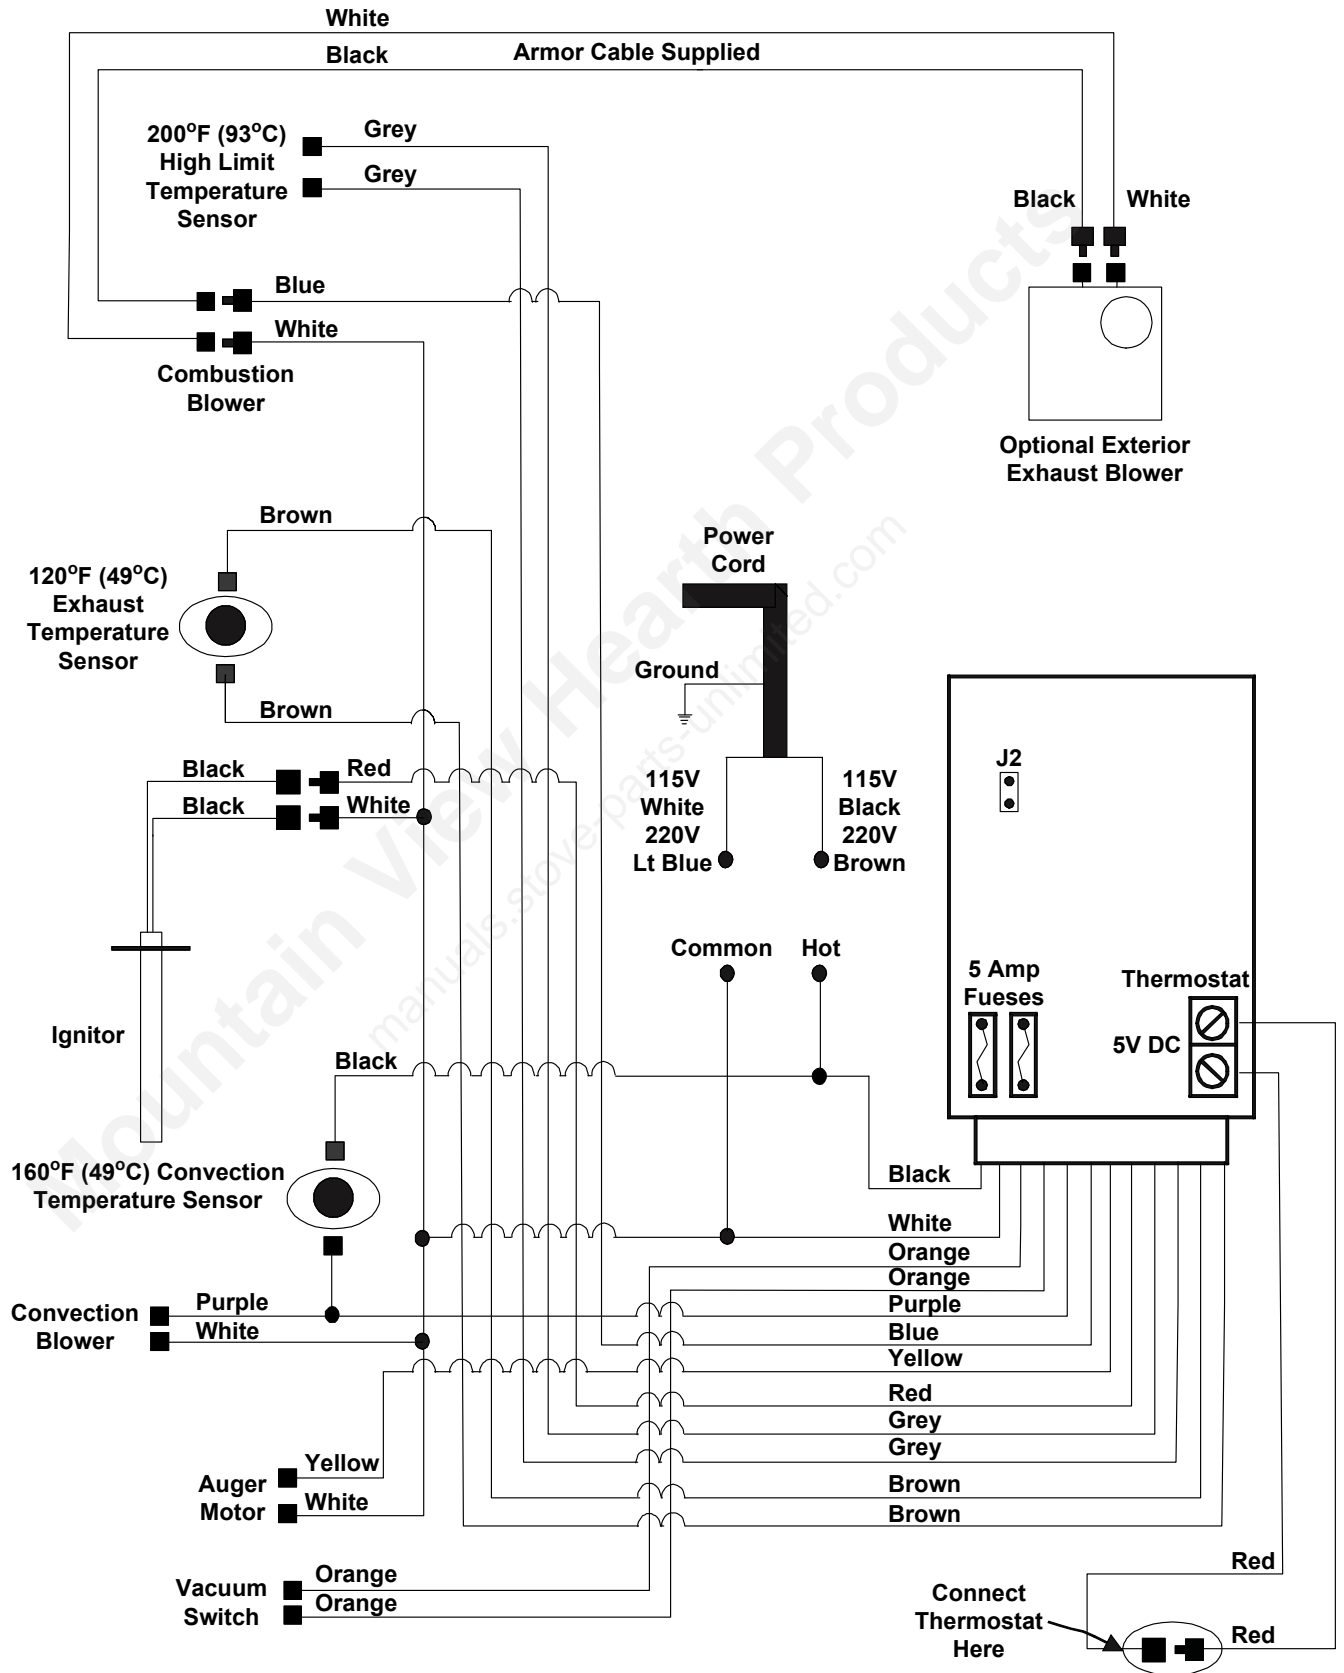 White
Black
Armor Cable Supplied
200°F (93°C)
High Limit
Temperature
Sensor
Grey
Grey
Black
White
Blue
White
Combustion
Blower
Optional Exterior
Exhaust Blower
Brown
120°F (49°C)
Exhaust
Temperature
Sensor
Brown
Power
Cord
Ground
115V
White
220V
Lt Blue
115V
Black
220V
Brown
Black
Red
Black
White
Ignitor
J2
Common
Hot
5 Amp
Fueses
Thermostat
5V DC
Black
160°F (49°C) Convection
Temperature Sensor
Black
White
Orange
Orange
Purple
Blue
Yellow
Red
Grey
Grey
Brown
Brown
Convection
Blower
Purple
White
Auger
Motor
Yellow
White
Vacuum
Switch
Orange
Orange
Connect
Thermostat
Here
Red
Red
Mountain View Hearth Products
manuals.stove-parts-unlimited.com